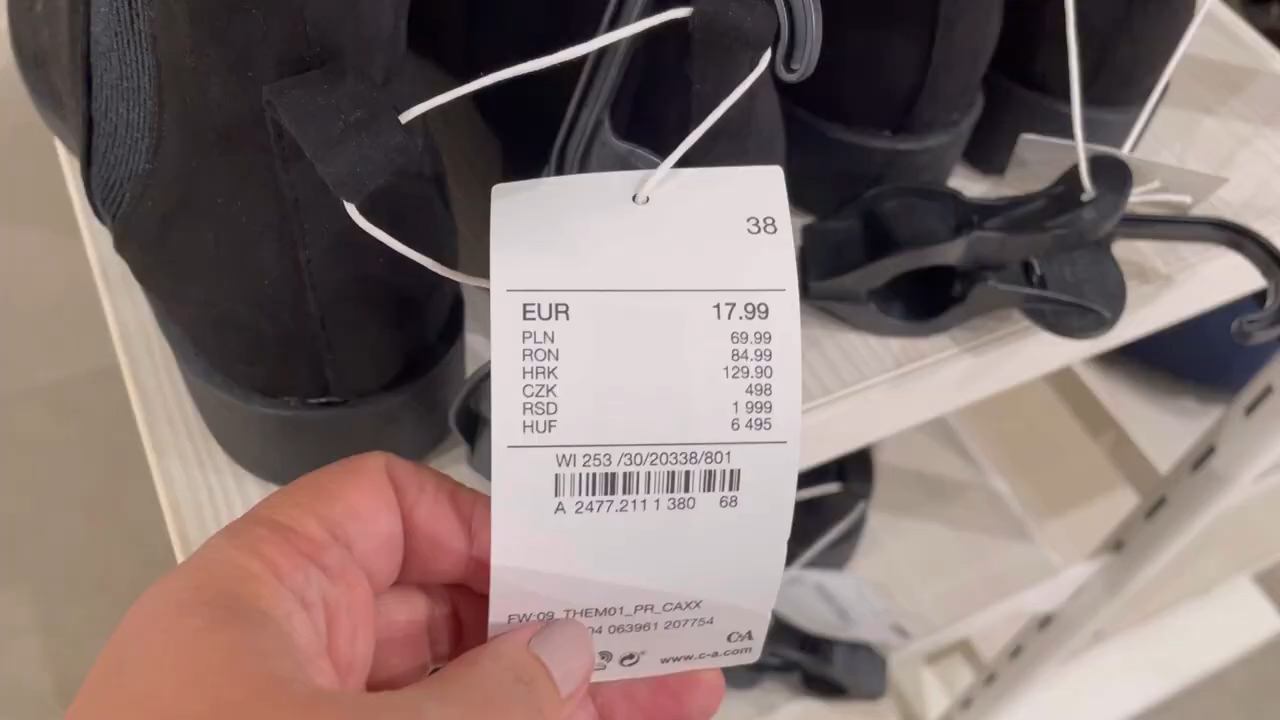 38
EUR 17.99
PLN 69.99
RON 84.99
HRK 129.90
CZK 498
RSD 1 999
HUF 6 495
WI 253 /30/20338/801
A 2477.211 1 380 68
FW:09_THEM01_PR_CAXX
04 063961 207754
C&A
www.c-a.com